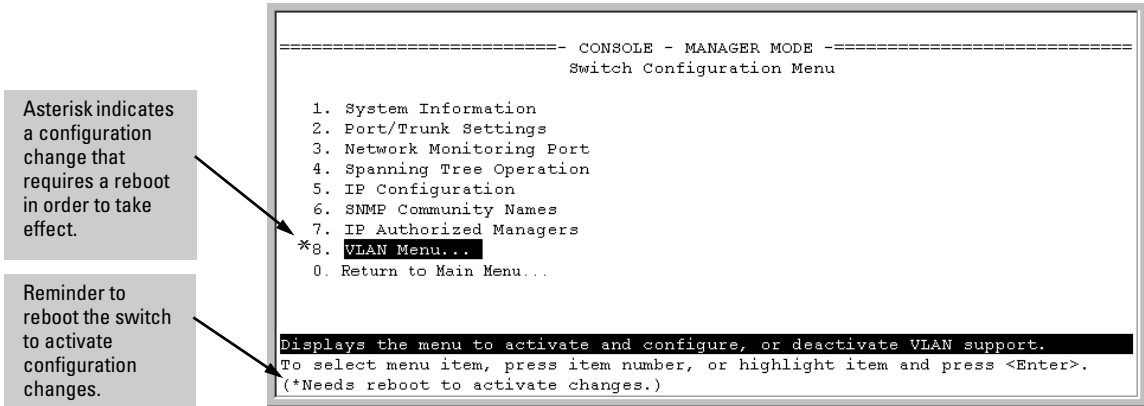 ==========================- CONSOLE - MANAGER MODE -============================
Switch Configuration Menu
1. System Information
2. Port/Trunk Settings
3. Network Monitoring Port
4. Spanning Tree Operation
5. IP Configuration
6. SNMP Community Names
7. IP Authorized Managers
*8. VLAN Menu...
0. Return to Main Menu...
Displays the menu to activate and configure, or deactivate VLAN support.
To select menu item, press item number, or highlight item and press <Enter>.
(*Needs reboot to activate changes.)
Asterisk indicates
a configuration
change that
requires a reboot
in order to take
effect.
Reminder to
reboot the switch
to activate
configuration
changes.